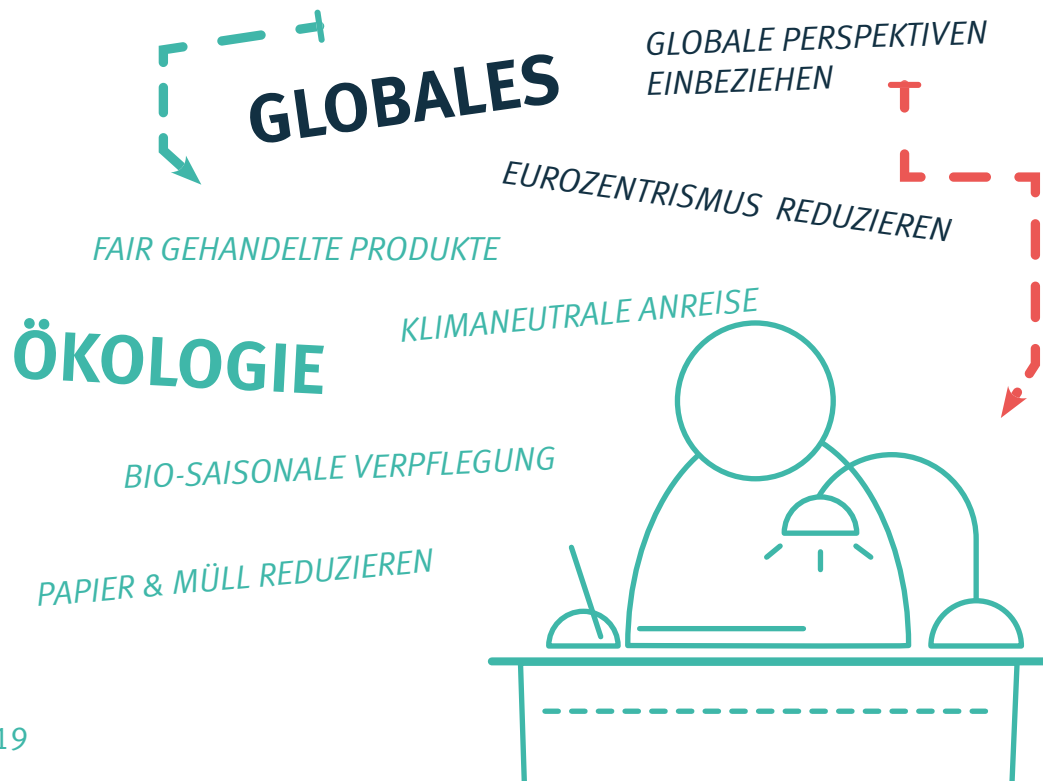 GLOBALES
GLOBALE PERSPEKTIVEN
EINBEZIEHEN
EUROZENTRISMUS REDUZIEREN
FAIR GEHANDELTE PRODUKTE
KLIMANEUTRALE ANREISE
ÖKOLOGIE
BIO-SAISONALE VERPFLEGUNG
PAPIER & MÜLL REDUZIEREN
19